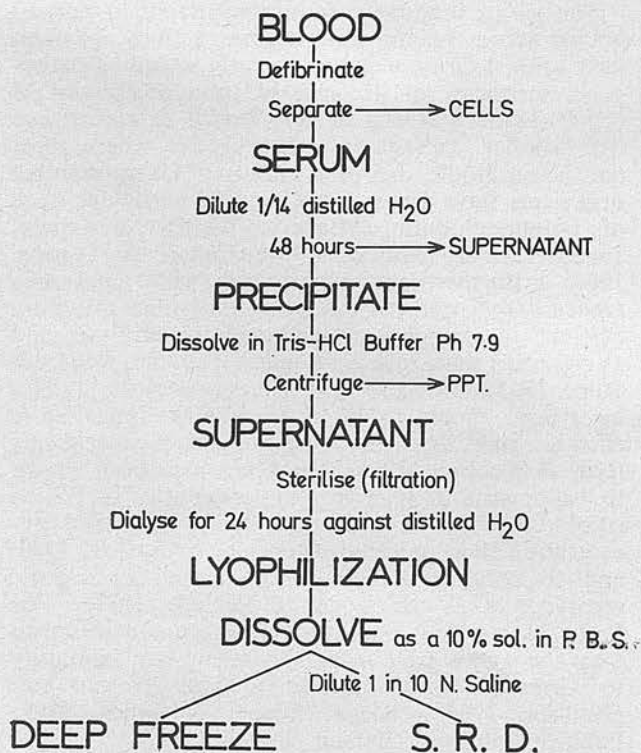 BLOOD
Defibrinate
Separate → CELLS
SERUM
Dilute 1/14 distilled H₂O
48 hours → SUPERNATANT
PRECIPITATE
Dissolve in Tris-HCl Buffer Ph 7·9
Centrifuge → PPT.
SUPERNATANT
Sterilise (filtration)
Dialyse for 24 hours against distilled H₂O
LYOPHILIZATION
DISSOLVE as a 10% sol. in P. B. S.
Dilute 1 in 10 N. Saline
DEEP FREEZE S. R. D.